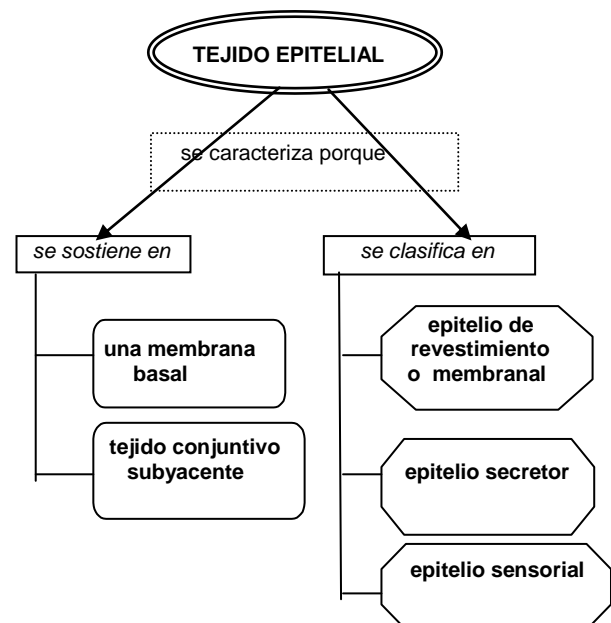 TEJIDO EPITELIAL
se caracteriza porque
se sostiene en
una membrana
basal
tejido conjuntivo
subyacente
se clasifica en
epitelio de
revestimiento
o membranal
epitelio secretor
epitelio sensorial